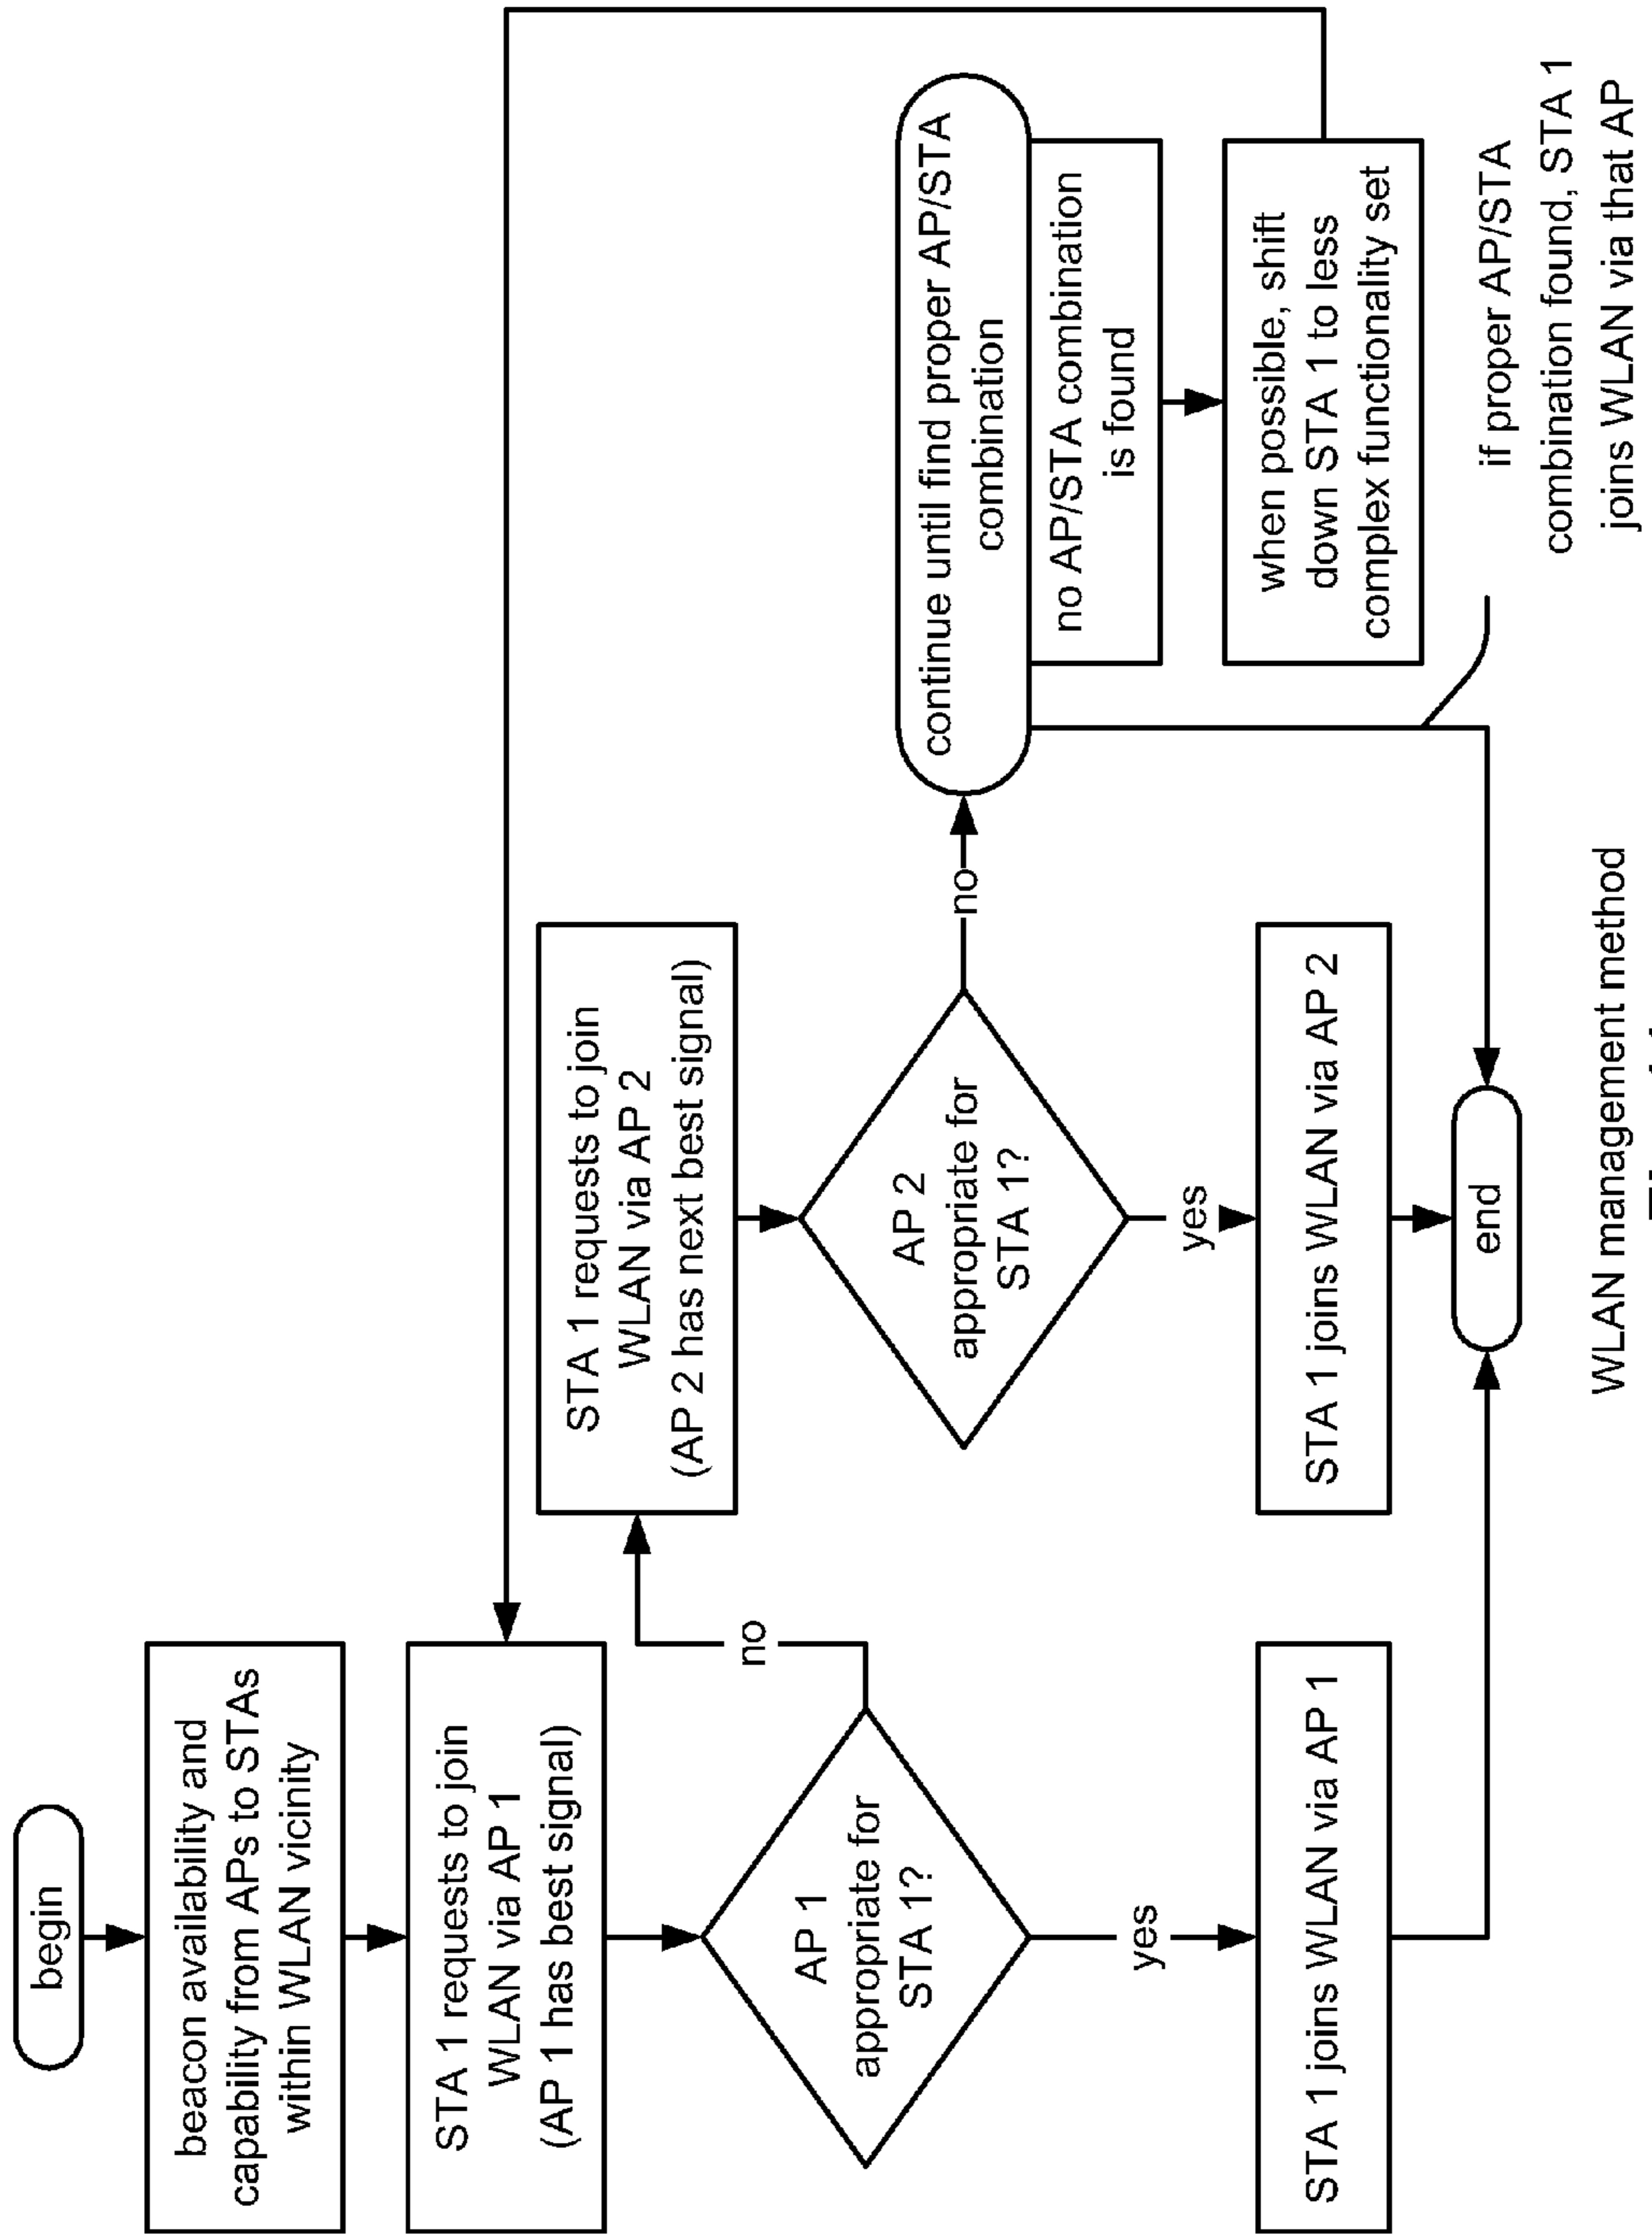 begin
beacon availability and
capability from APs to STAs
within WLAN vicinity
STA 1 requests to join
WLAN via AP 1
(AP 1 has best signal)
AP 1
appropriate for
STA 1?
no
yes
STA 1 joins WLAN via AP 1
STA 1 requests to join
WLAN via AP 2
(AP 2 has next best signal)
AP 2
appropriate for
STA 1?
no
yes
STA 1 joins WLAN via AP 2
end
continue until find proper AP/STA
combination
no AP/STA combination
is found
when possible, shift
down STA 1 to less
complex functionality set
if proper AP/STA
combination found, STA 1
joins WLAN via that AP
WLAN management method